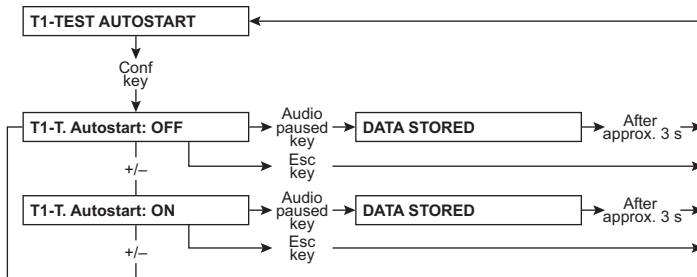 T1-TEST AUTOSTART
Conf
key
T1-T. Autostart: OFF
Audio
paused
key
DATA STORED
After
approx. 3 s
Esc
key
+/–
T1-T. Autostart: ON
Audio
paused
key
DATA STORED
After
approx. 3 s
Esc
key
+/–